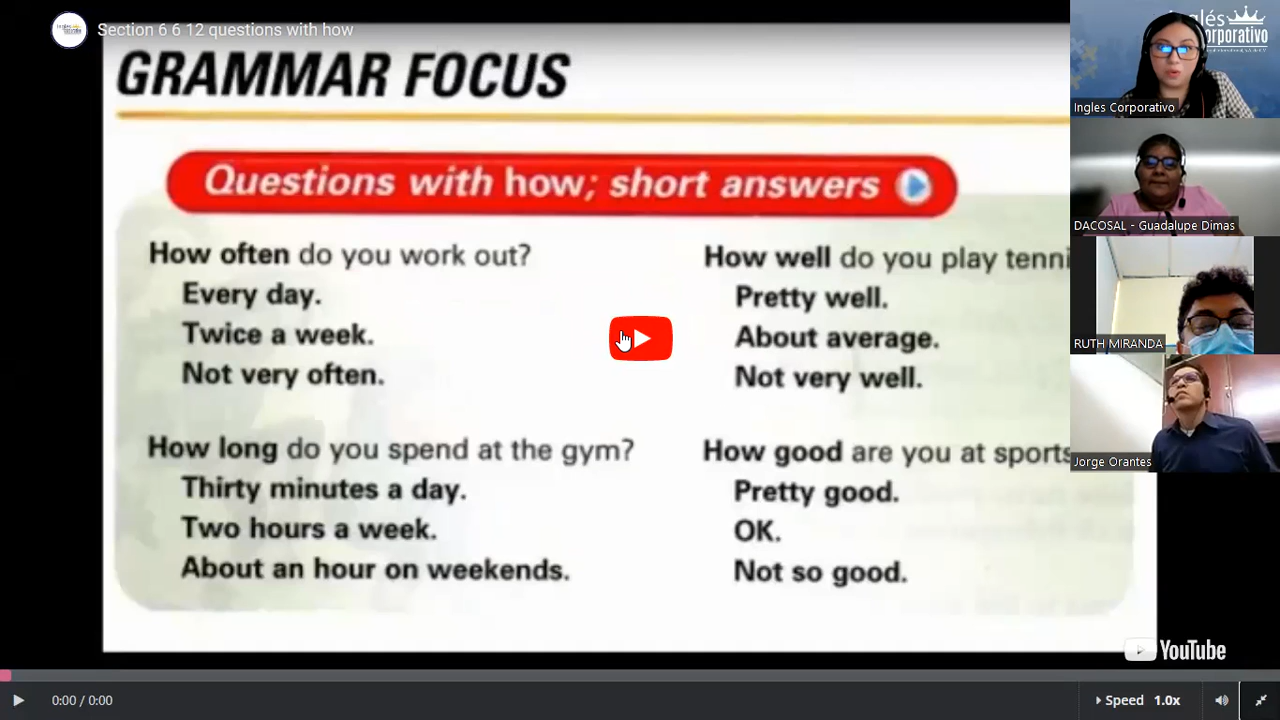 Section 6 6 12 questions with how
GRAMMAR FOCUS
Questions with how; short answers
How often do you work out?
Every day.
Twice a week.
Not very often.
How long do you spend at the gym?
Thirty minutes a day.
Two hours a week.
About an hour on weekends.
How well do you play tenni
Pretty well.
About average.
Not very well.
How good are you at sports
Pretty good.
OK.
Not so good.
YouTube
0:00 / 0:00
Speed 1.0x
Inglés
Corporativo
Ingles Corporativo
DACOSAL - Guadalupe Dimas
RUTH MIRANDA
Jorge Orantes